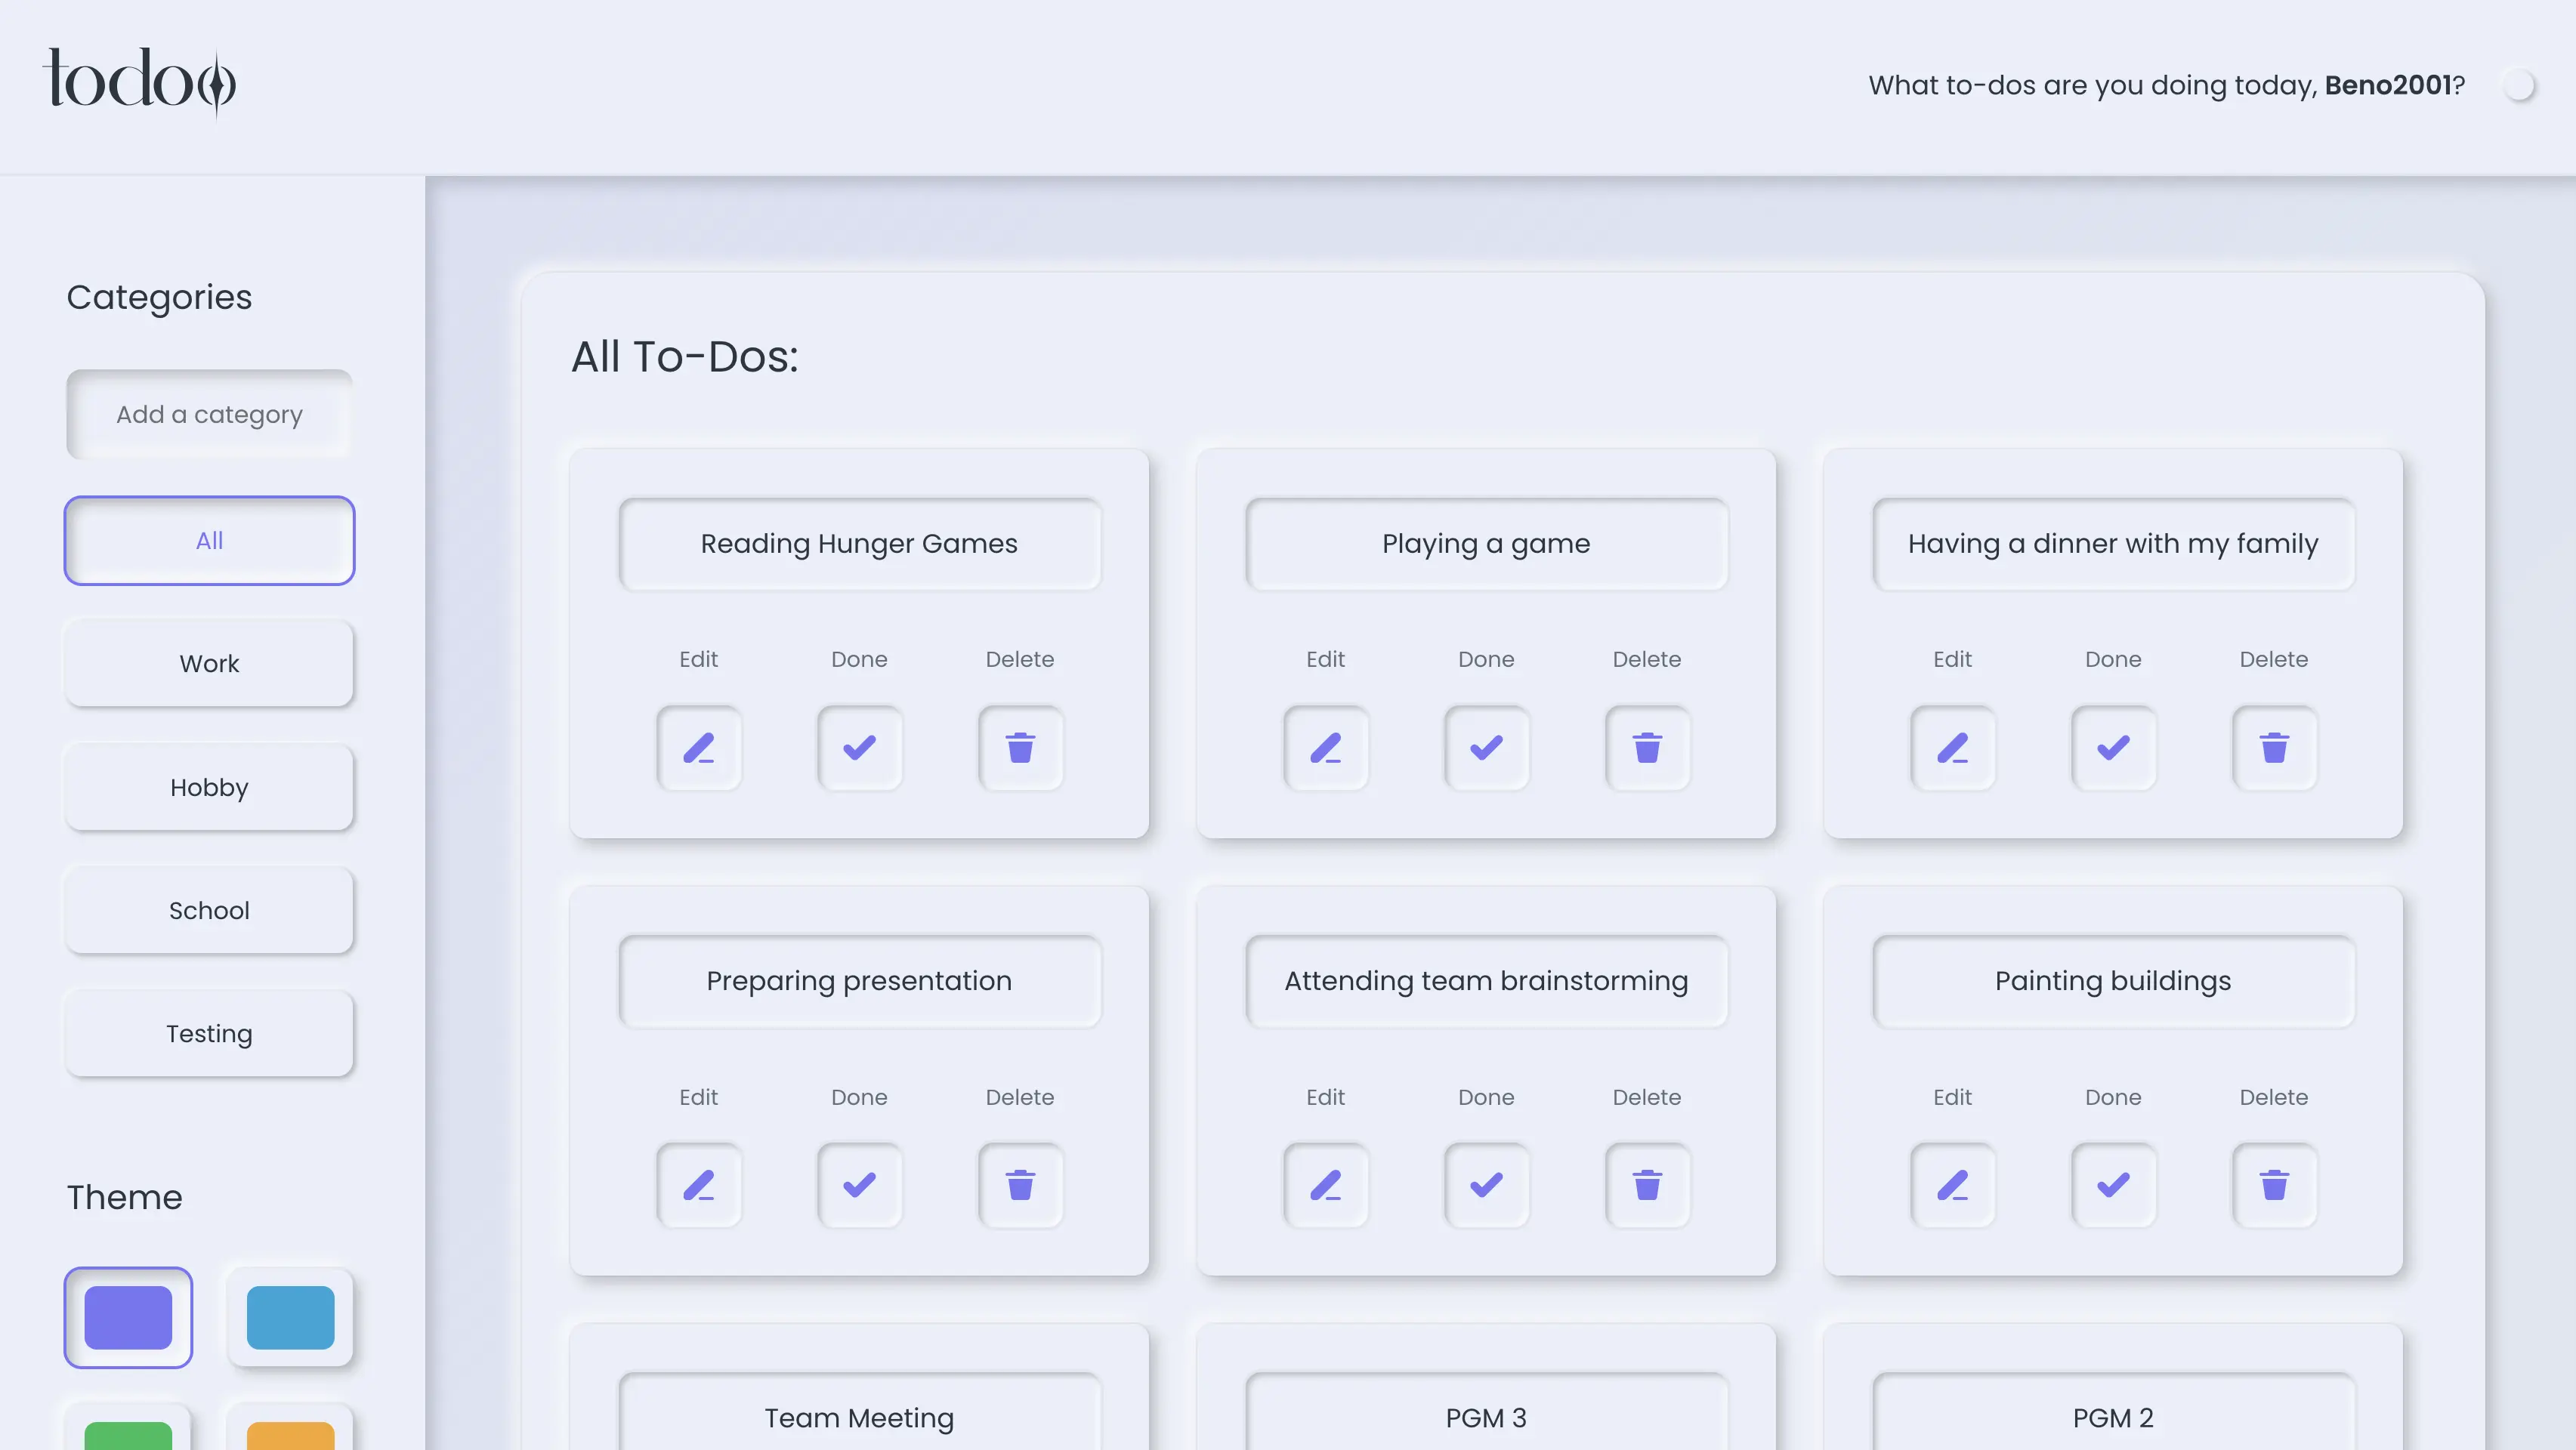 todoo
What to-dos are you doing today, Beno2001?
Categories
Add a category
All
Work
Hobby
School
Testing
Theme
All To-Dos:
Reading Hunger Games
Edit Done Delete
Playing a game
Edit Done Delete
Having a dinner with my family
Edit Done Delete
Preparing presentation
Edit Done Delete
Attending team brainstorming
Edit Done Delete
Painting buildings
Edit Done Delete
Team Meeting
PGM 3
PGM 2